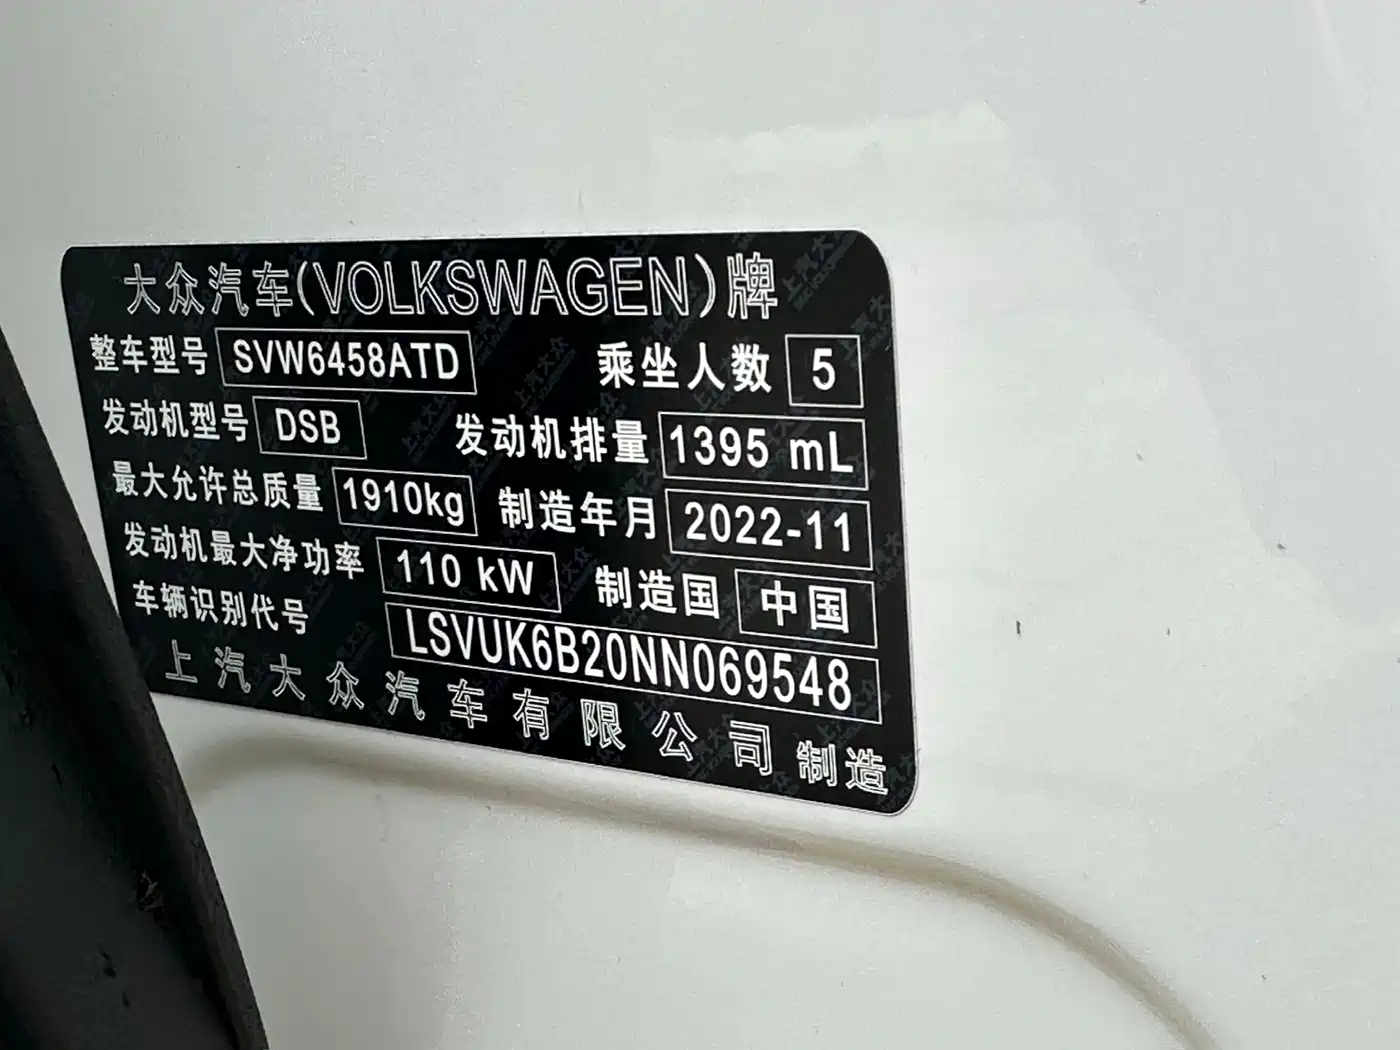 大众汽车(VOLKSWAGEN)牌
整车型号 SVW6458ATD 乘坐人数 5
发动机型号 DSB 发动机排量 1395 mL
最大允许总质量 1910kg 制造年月 2022-11
发动机最大净功率 110 kW 制造国 中国
车辆识别代号 LSVUK6B20NN069548
上汽大众汽车有限公司 制造